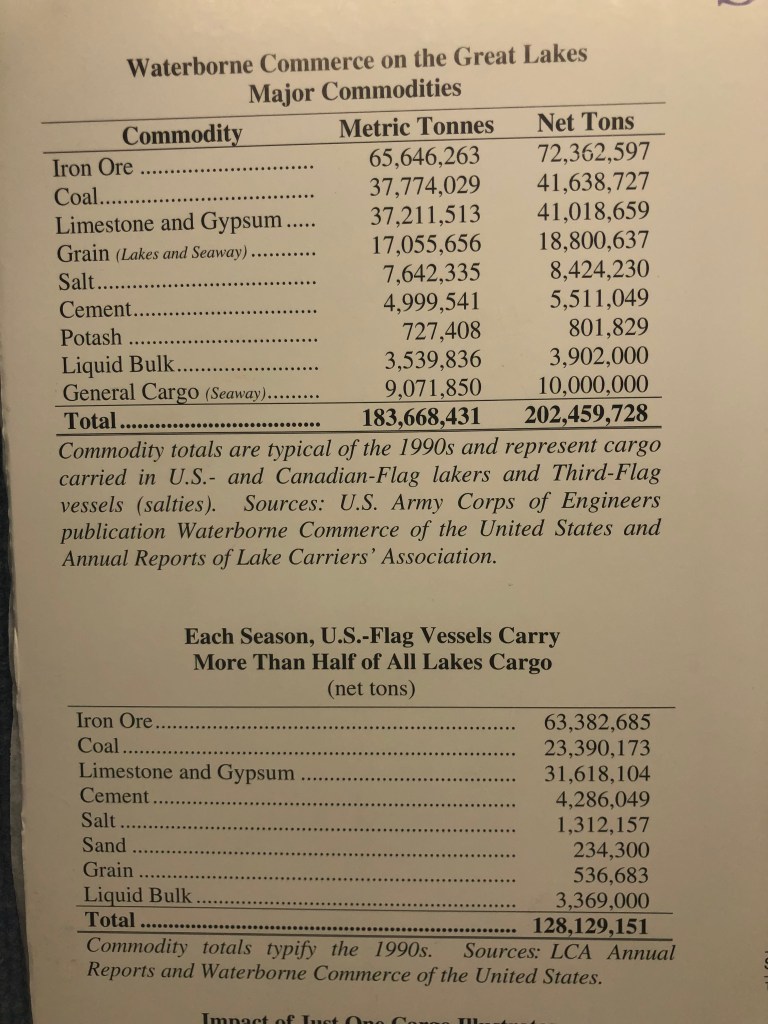 Waterborne Commerce on the Great Lakes
Major Commodities
Commodity Metric Tonnes Net Tons
Iron Ore .......................... 65,646,263 72,362,597
Coal................................ 37,774,029 41,638,727
Limestone and Gypsum ..... 37,211,513 41,018,659
Grain (Lakes and Seaway) ........... 17,055,656 18,800,637
Salt.................................. 7,642,335 8,424,230
Cement............................ 4,999,541 5,511,049
Potash ............................. 727,408 801,829
Liquid Bulk..................... 3,539,836 3,902,000
General Cargo (Seaway)......... 9,071,850 10,000,000
Total ................................. 183,668,431 202,459,728
Commodity totals are typical of the 1990s and represent cargo
carried in U.S.- and Canadian-Flag lakers and Third-Flag
vessels (salties). Sources: U.S. Army Corps of Engineers
publication Waterborne Commerce of the United States and
Annual Reports of Lake Carriers' Association.
Each Season, U.S.-Flag Vessels Carry
More Than Half of All Lakes Cargo
(net tons)
Iron Ore............................................................ 63,382,685
Coal .................................................................. 23,390,173
Limestone and Gypsum .................................... 31,618,104
Cement ............................................................. 4,286,049
Salt ................................................................... 1,312,157
Sand ................................................................. 234,300
Grain ................................................................ 536,683
Liquid Bulk ...................................................... 3,369,000
Total ................................................................ 128,129,151
Commodity totals typify the 1990s. Sources: LCA Annual
Reports and Waterborne Commerce of the United States.
Impact of Just One Cargo